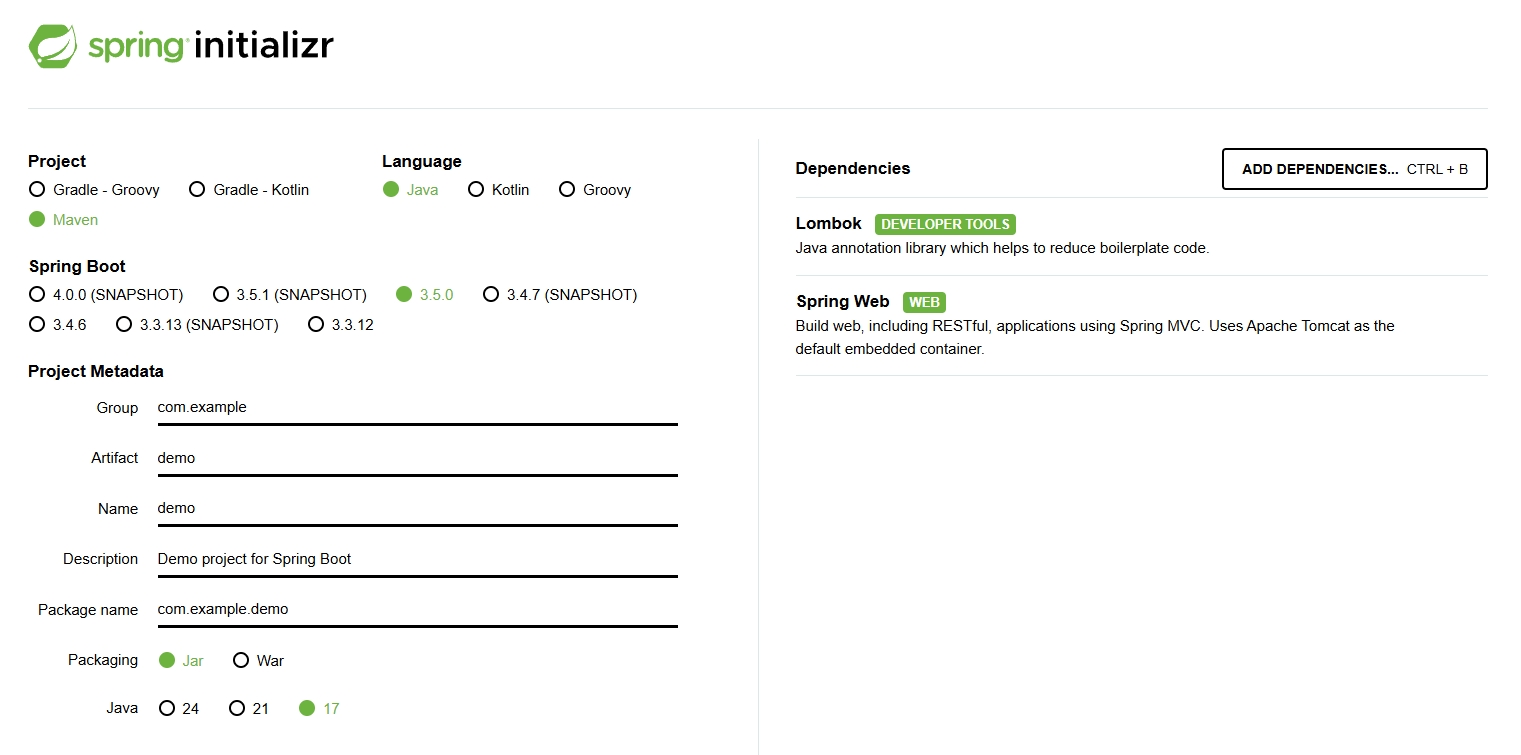 spring initializr
Project
Gradle - Groovy Gradle - Kotlin
Maven
Language
Java Kotlin Groovy
Spring Boot
4.0.0 (SNAPSHOT) 3.5.1 (SNAPSHOT) 3.5.0 3.4.7 (SNAPSHOT)
3.4.6 3.3.13 (SNAPSHOT) 3.3.12
Project Metadata
Group com.example
Artifact demo
Name demo
Description Demo project for Spring Boot
Package name com.example.demo
Packaging Jar War
Java 24 21 17
Dependencies ADD DEPENDENCIES... CTRL + B
Lombok DEVELOPER TOOLS
Java annotation library which helps to reduce boilerplate code.
Spring Web WEB
Build web, including RESTful, applications using Spring MVC. Uses Apache Tomcat as the
default embedded container.